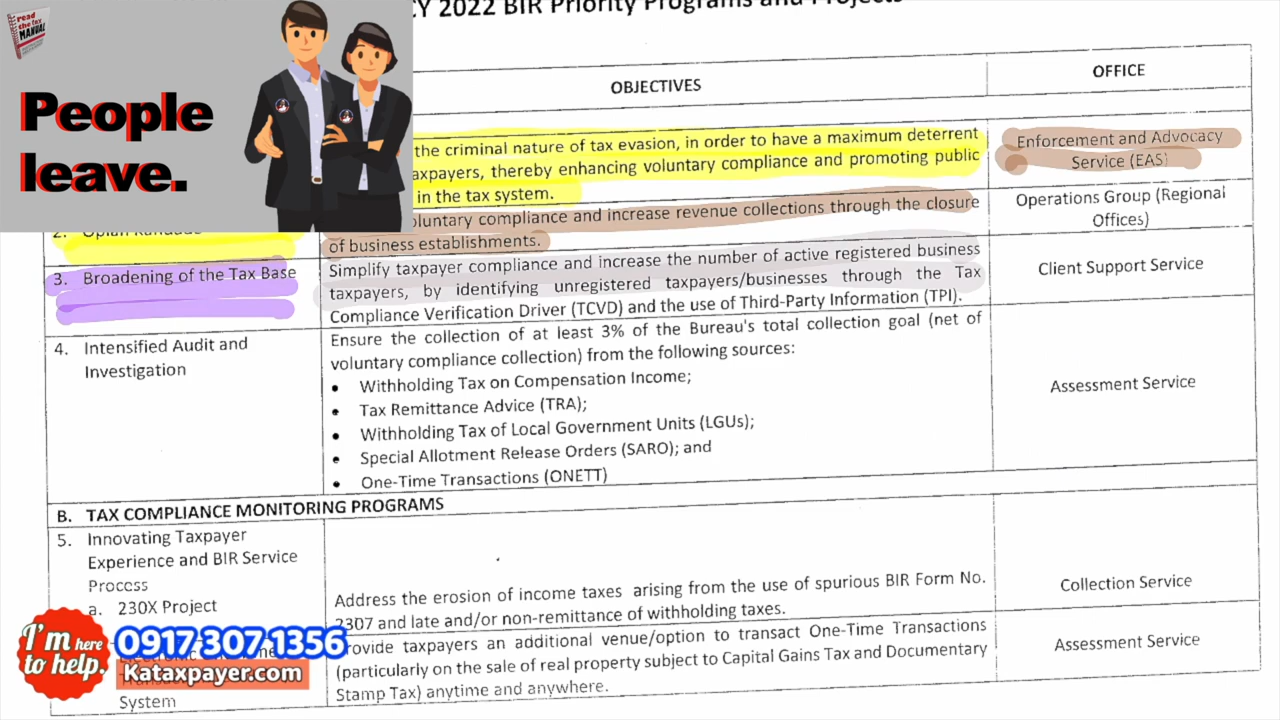 CY 2022 BIR Priority Programs and Projects
read
the tax
MANUAL
People
leave.
OBJECTIVES
OFFICE
the criminal nature of tax evasion, in order to have a maximum deterrent
axpayers, thereby enhancing voluntary compliance and promoting public
in the tax system.
Enforcement and Advocacy
Service (EAS)
2. Oplan Kandado
oluntary compliance and increase revenue collections through the closure
of business establishments.
Operations Group (Regional
Offices)
3. Broadening of the Tax Base
Simplify taxpayer compliance and increase the number of active registered business
taxpayers, by identifying unregistered taxpayers/businesses through the Tax
Compliance Verification Driver (TCVD) and the use of Third-Party Information (TPI).
Client Support Service
4. Intensified Audit and
Investigation
Ensure the collection of at least 3% of the Bureau's total collection goal (net of
voluntary compliance collection) from the following sources:
• Withholding Tax on Compensation Income;
• Tax Remittance Advice (TRA);
• Withholding Tax of Local Government Units (LGUs);
• Special Allotment Release Orders (SARO); and
• One-Time Transactions (ONETT)
Assessment Service
B. TAX COMPLIANCE MONITORING PROGRAMS
5. Innovating Taxpayer
Experience and BIR Service
Process
a. 230X Project
Address the erosion of income taxes arising from the use of spurious BIR Form No.
2307 and late and/or non-remittance of withholding taxes.
Collection Service
System
Provide taxpayers an additional venue/option to transact One-Time Transactions
(particularly on the sale of real property subject to Capital Gains Tax and Documentary
Stamp Tax) anytime and anywhere.
Assessment Service
I'm here
to help.
0917 307 1356
Kataxpayer.com